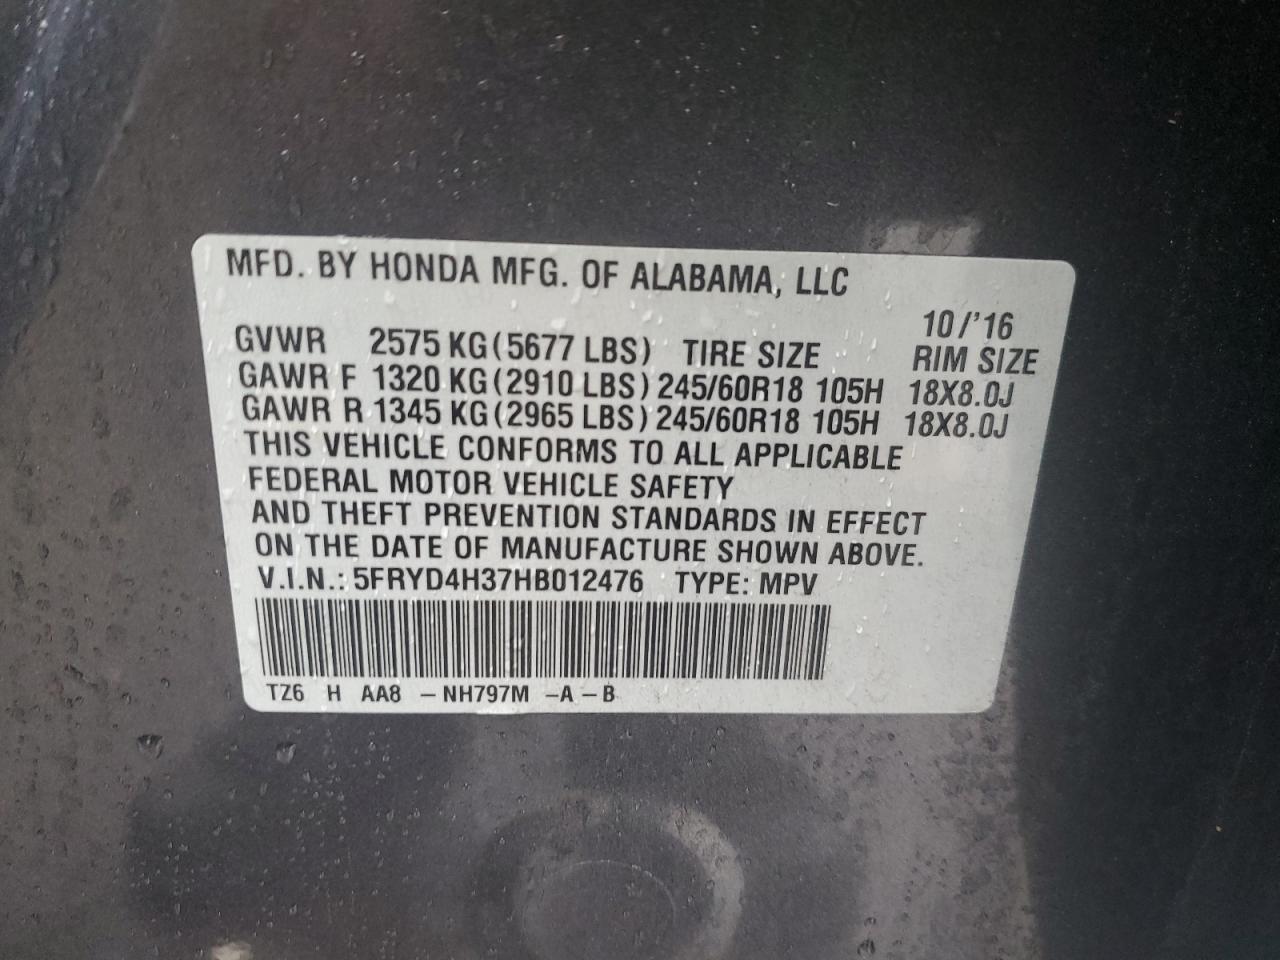 MFD. BY HONDA MFG. OF ALABAMA, LLC
10/'16
GVWR 2575 KG (5677 LBS) TIRE SIZE RIM SIZE
GAWR F 1320 KG (2910 LBS) 245/60R18 105H 18X8.0J
GAWR R 1345 KG (2965 LBS) 245/60R18 105H 18X8.0J
THIS VEHICLE CONFORMS TO ALL APPLICABLE
FEDERAL MOTOR VEHICLE SAFETY
AND THEFT PREVENTION STANDARDS IN EFFECT
ON THE DATE OF MANUFACTURE SHOWN ABOVE.
V.I.N.: 5FRYD4H37HB012476 TYPE: MPV
TZ6 H AA8 - NH797M - A - B